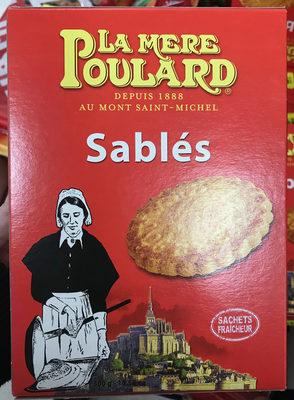 LA MERE
POULARD®
DEPUIS 1888
AU MONT SAINT-MICHEL
Sablés
SACHETS
FRAÎCHEUR